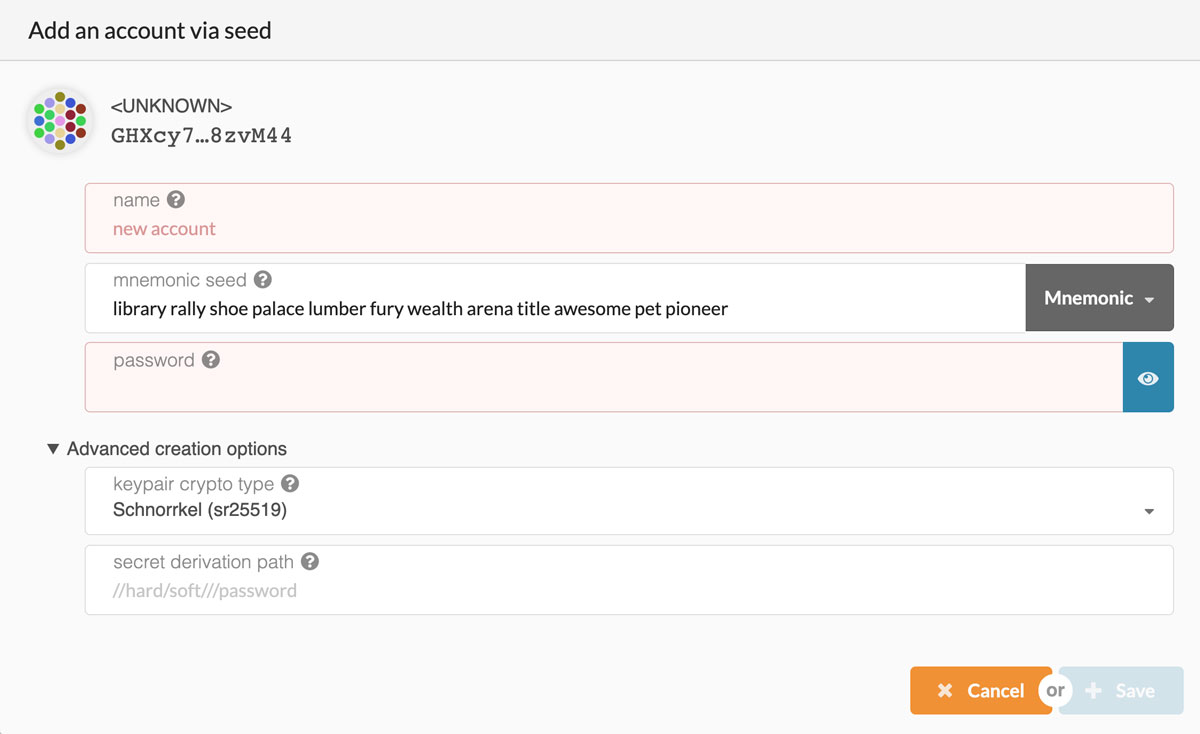 Add an account via seed
<UNKNOWN>
GHXcy7…8zvM44
name
new account
mnemonic seed
library rally shoe palace lumber fury wealth arena title awesome pet pioneer
Mnemonic
password
Advanced creation options
keypair crypto type
Schnorrkel (sr25519)
secret derivation path
//hard/soft///password
Cancel or Save